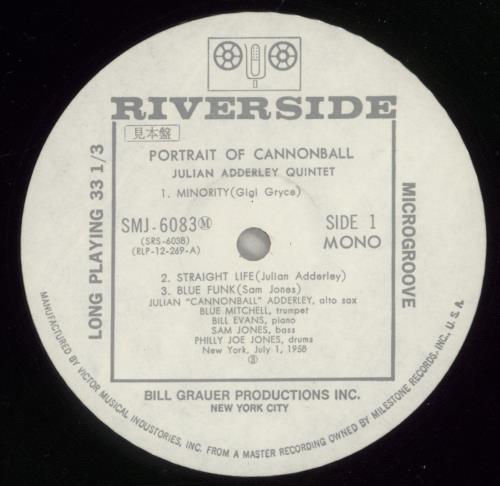 RIVERSIDE
見本盤
PORTRAIT OF CANNONBALL
JULIAN ADDERLEY QUINTET
1. MINORITY(Gigi Gryce)
SMJ-6083Ⓜ
(SRS-6038)
(RLP-12-269-A)
SIDE 1
MONO
2. STRAIGHT LIFE(Julian Adderley)
3. BLUE FUNK(Sam Jones)
JULIAN "CANNONBALL" ADDERLEY, alto sax
BLUE MITCHELL, trumpet
BILL EVANS, piano
SAM JONES, bass
PHILLY JOE JONES, drums
New York, July 1, 1958
BILL GRAUER PRODUCTIONS INC.
NEW YORK CITY
LONG PLAYING 33 1/3
MICROGROOVE
MANUFACTURED BY VICTOR MUSICAL INDUSTORIES, INC. FROM A MASTER RECORDING OWNED BY MILESTONE RECORDS, INC., U.S.A.